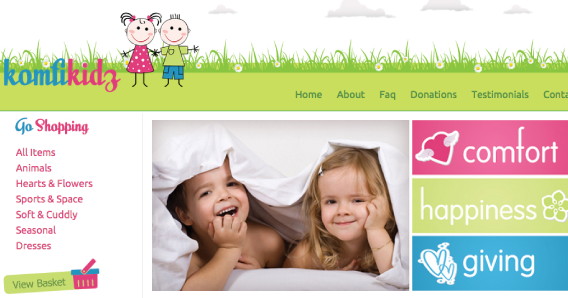 komfikidz
Home About Faq Donations Testimonials Conta
Go Shopping
All Items
Animals
Hearts & Flowers
Sports & Space
Soft & Cuddly
Seasonal
Dresses
View Basket
comfort
happiness
giving